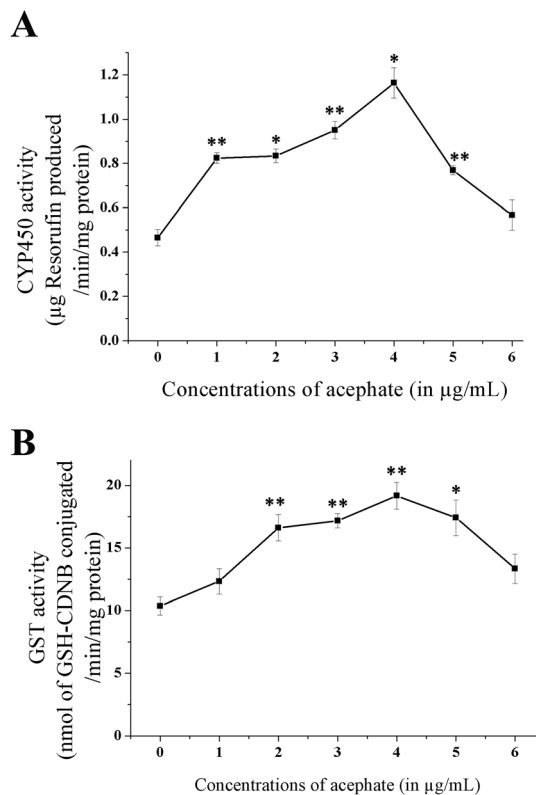 A
CYP450 activity
(µg Resorufin produced
/min/mg protein)
1.2
1.0
0.8
0.6
0.4
0.2
0.0
**
*
**
*
**
0 1 2 3 4 5 6
Concentrations of acephate (in µg/mL)
B
GST activity
(nmol of GSH-CDNB conjugated
/min/mg protein)
20
15
10
5
0
**
**
**
*
0 1 2 3 4 5 6
Concentrations of acephate (in µg/mL)